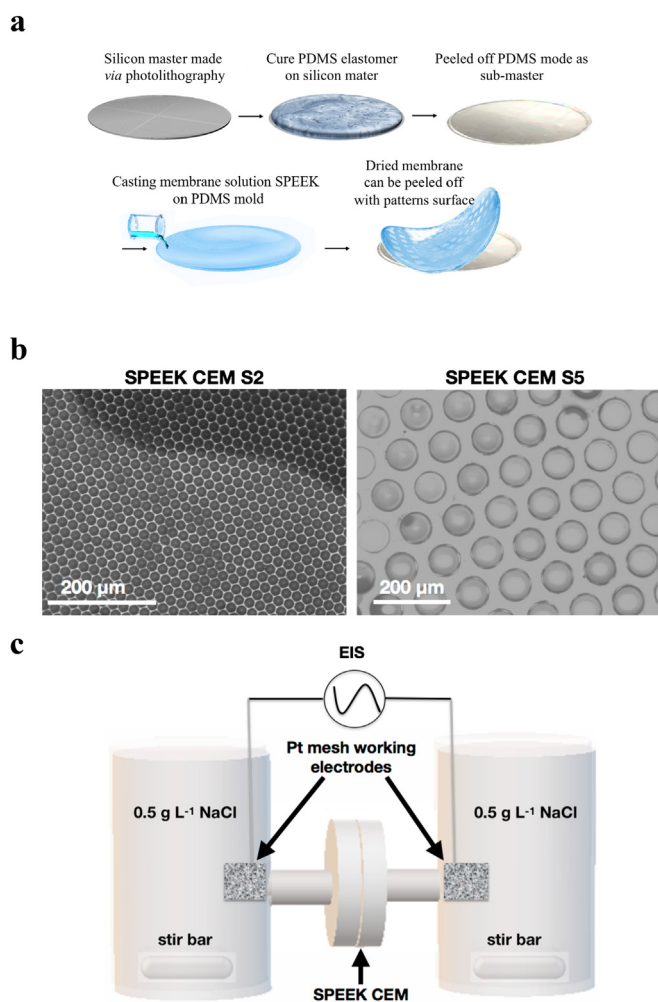 a
Silicon master made
via photolithography
Cure PDMS elastomer
on silicon mater
Peeled off PDMS mode as
sub-master
Casting membrane solution SPEEK
on PDMS mold
Dried membrane
can be peeled off
with patterns surface
b
SPEEK CEM S2
SPEEK CEM S5
200 µm
200 µm
c
EIS
Pt mesh working
electrodes
0.5 g L-1 NaCl
0.5 g L-1 NaCl
stir bar
stir bar
SPEEK CEM